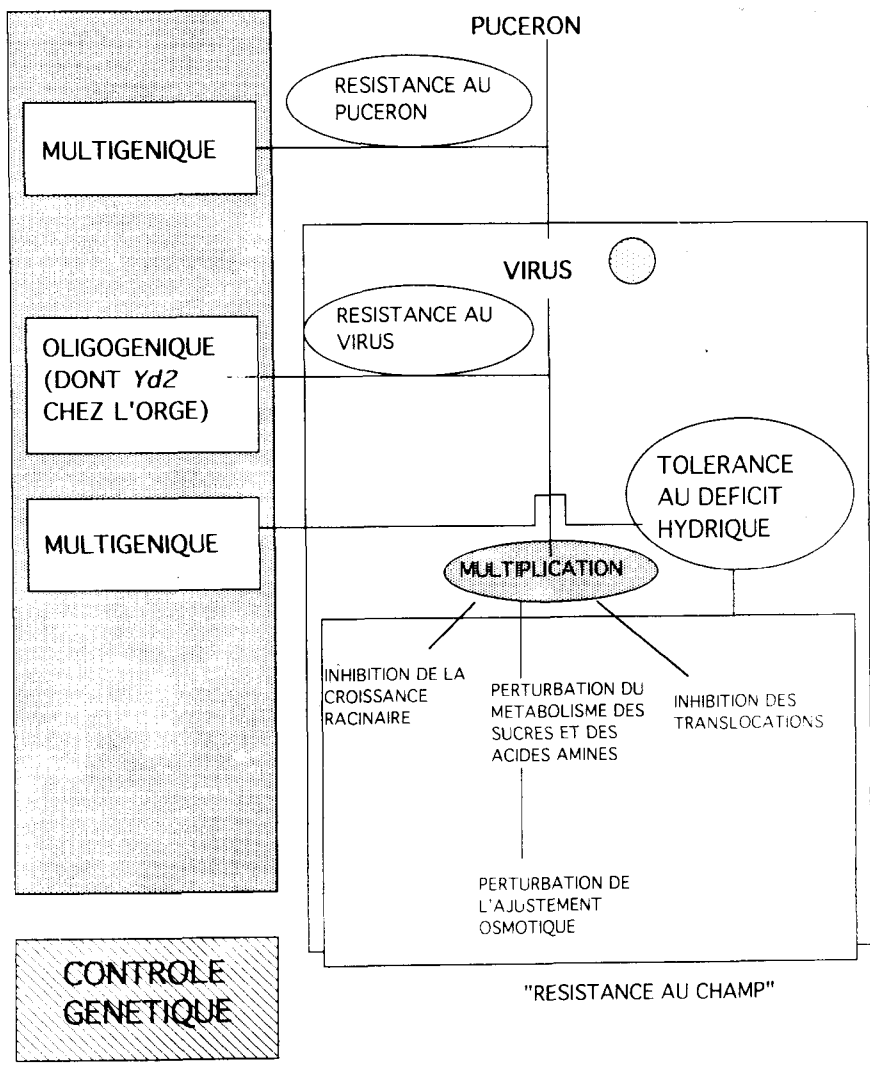 PUCERON
RESISTANCE AU
PUCERON
MULTIGENIQUE
VIRUS
RESISTANCE AU
VIRUS
OLIGOGENIQUE
(DONT Yd2
CHEZ L'ORGE)
TOLERANCE
AU DEFICIT
HYDRIQUE
MULTIGENIQUE
MULTIPLICATION
INHIBITION DE LA
CROISSANCE
RACINAIRE
PERTURBATION DU
METABOLISME DES
SUCRES ET DES
ACIDES AMINES
INHIBITION DES
TRANSLOCATIONS
PERTURBATION DE
L'AJUSTEMENT
OSMOTIQUE
"RESISTANCE AU CHAMP"
CONTROLE
GENETIQUE